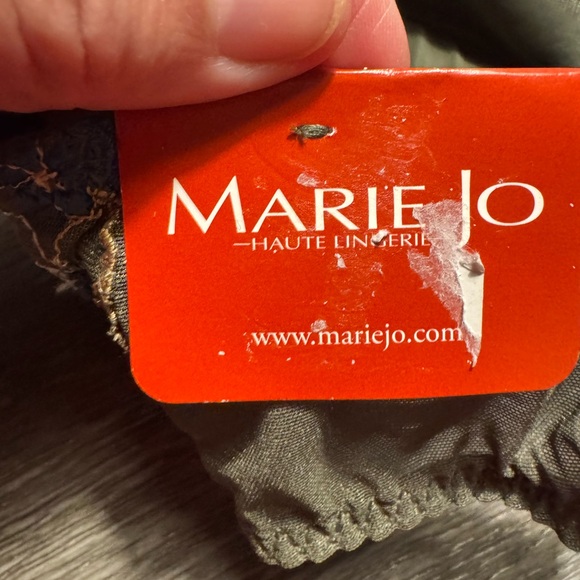 MARIE JO
—HAUTE LINGERIE—
www.mariejo.com